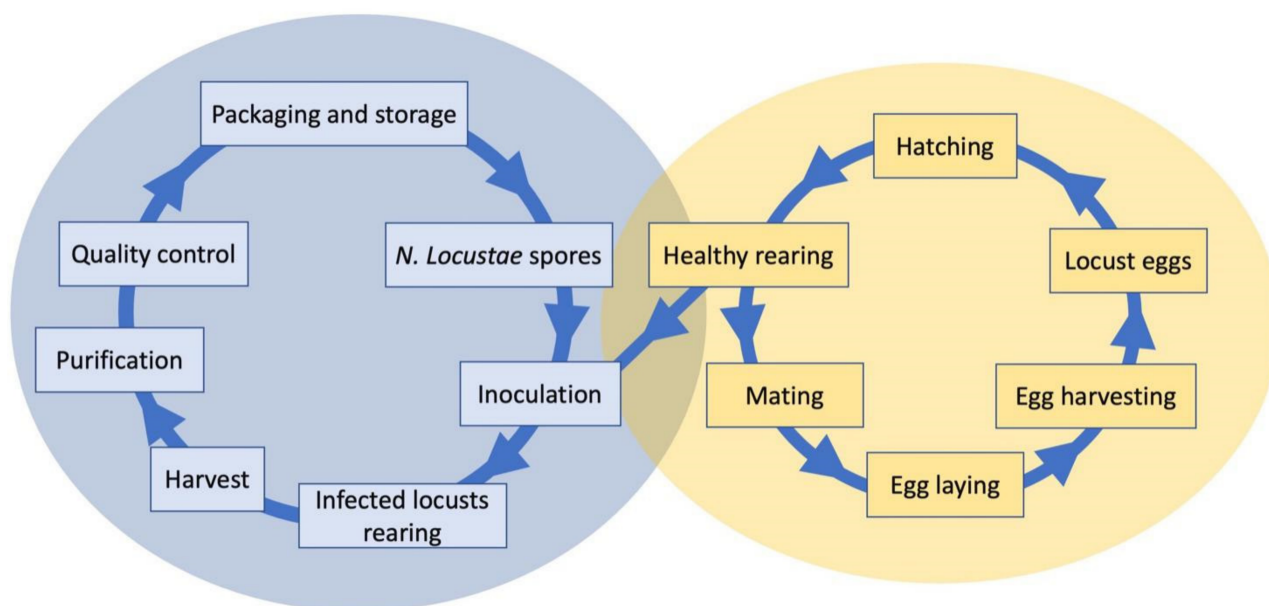 Packaging and storage
Quality control
N. Locustae spores
Purification
Inoculation
Harvest
Infected locusts
rearing
Hatching
Healthy rearing
Locust eggs
Mating
Egg harvesting
Egg laying